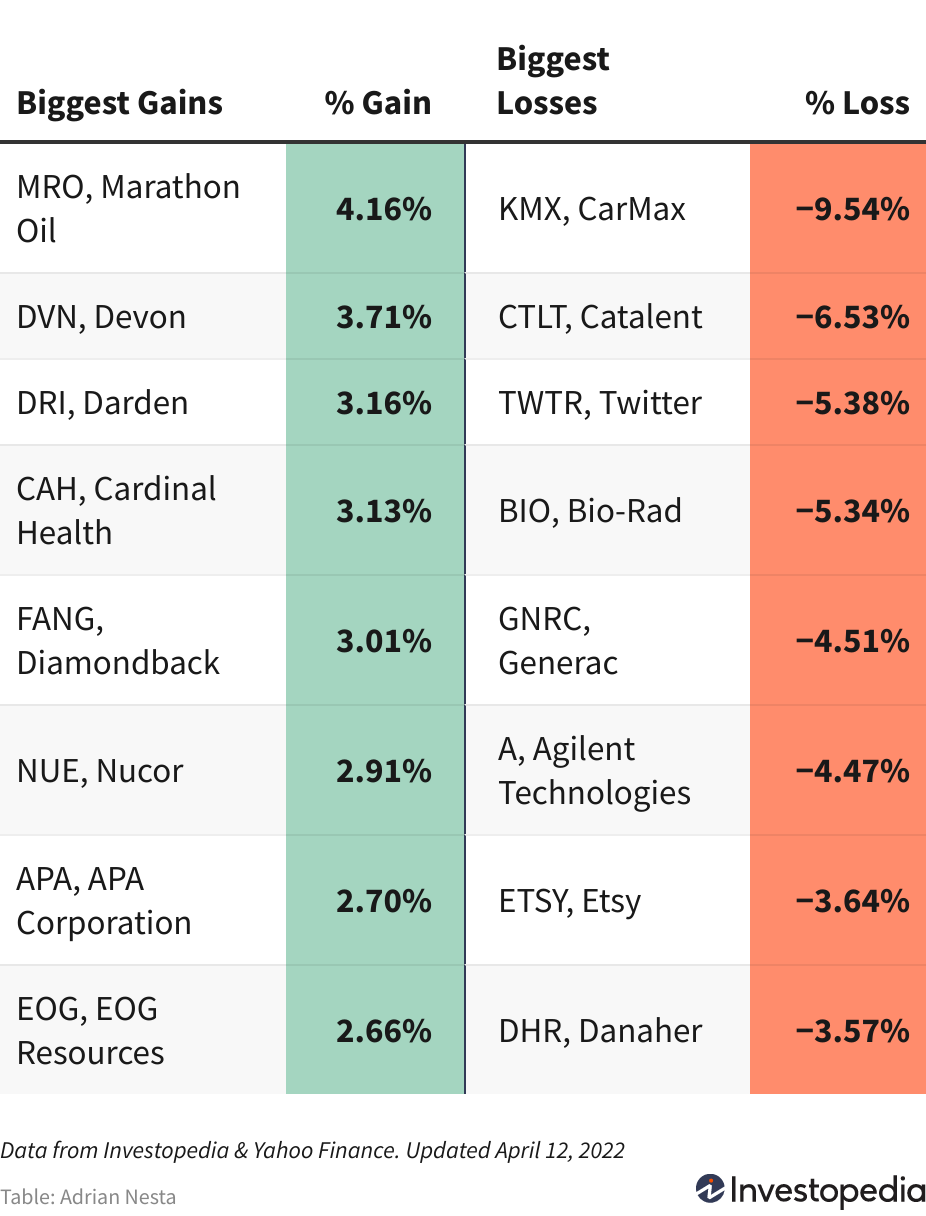 Biggest Gains % Gain Biggest
Losses % Loss
MRO, Marathon
Oil 4.16% KMX, CarMax −9.54%
DVN, Devon 3.71% CTLT, Catalent −6.53%
DRI, Darden 3.16% TWTR, Twitter −5.38%
CAH, Cardinal
Health 3.13% BIO, Bio-Rad −5.34%
FANG,
Diamondback 3.01% GNRC,
Generac −4.51%
NUE, Nucor 2.91% A, Agilent
Technologies −4.47%
APA, APA
Corporation 2.70% ETSY, Etsy −3.64%
EOG, EOG
Resources 2.66% DHR, Danaher −3.57%
Data from Investopedia & Yahoo Finance. Updated April 12, 2022
Table: Adrian Nesta
Investopedia